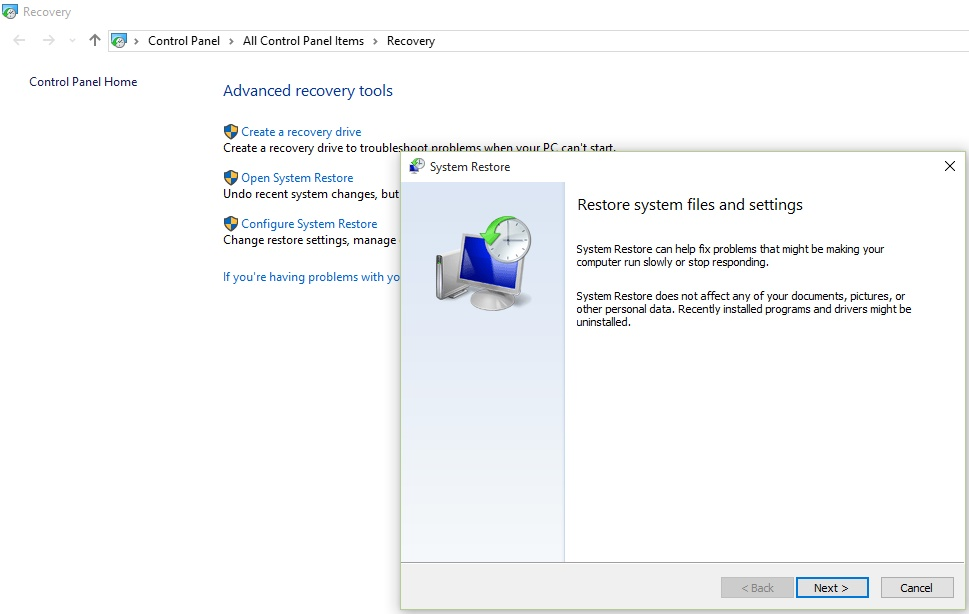 Recovery
Control Panel › All Control Panel Items › Recovery
Control Panel Home
Advanced recovery tools
Create a recovery drive
Create a recovery drive to troubleshoot problems when your PC can't start.
Open System Restore
Undo recent system changes, but
Configure System Restore
Change restore settings, manage
If you're having problems with yo
System Restore
Restore system files and settings
System Restore can help fix problems that might be making your
computer run slowly or stop responding.
System Restore does not affect any of your documents, pictures, or
other personal data. Recently installed programs and drivers might be
uninstalled.
< Back
Next >
Cancel